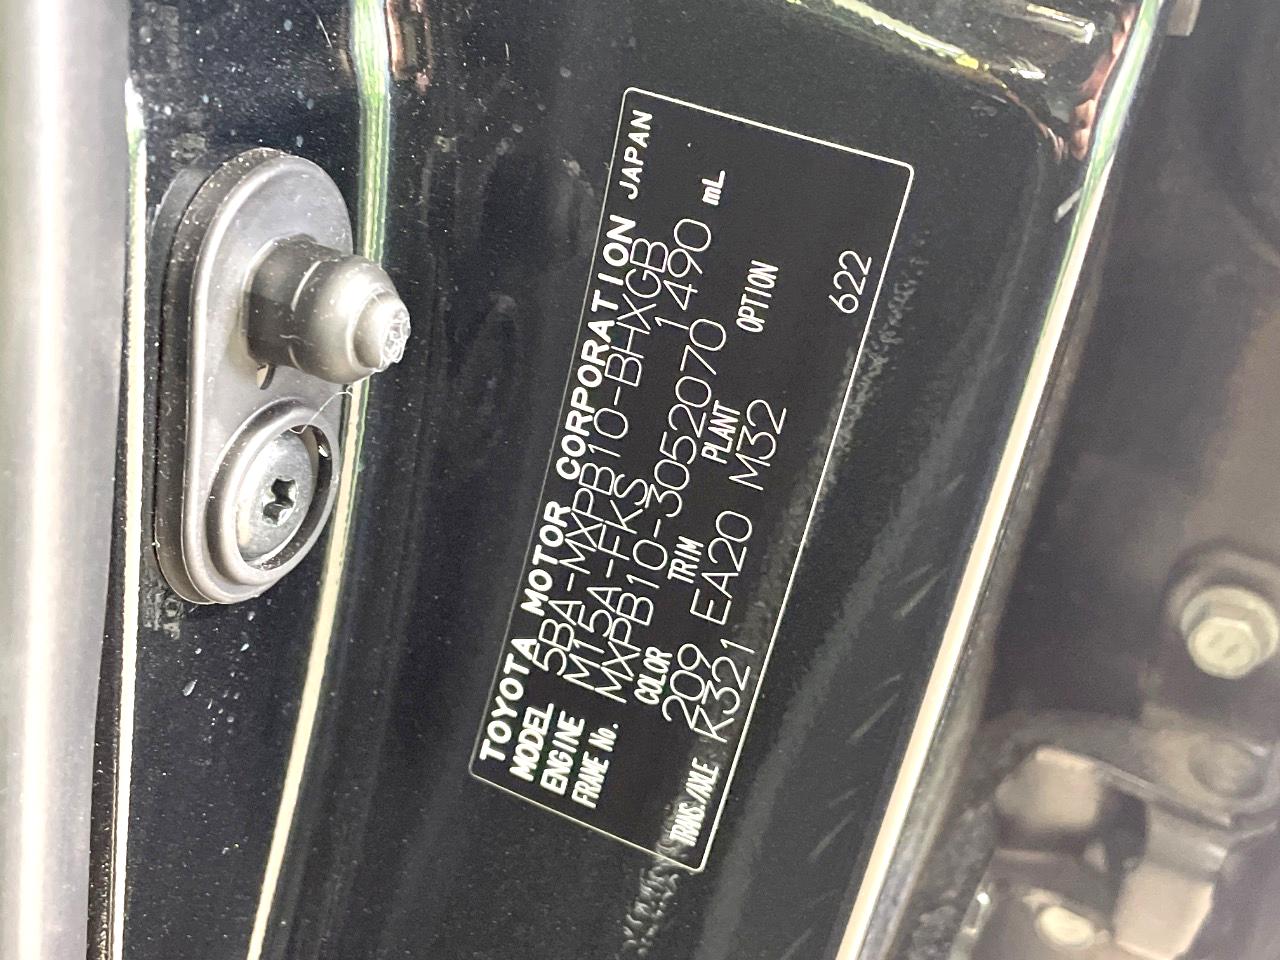 TOYOTA MOTOR CORPORATION JAPAN
MODEL 5BA-MXPB10-BHXGB
ENGINE M15A-FKS 1490 mL
FRAME No. MXPB10-3052070
COLOR TRIM PLANT OPTION
209 EA20 M32
TRANS./AXLE K321 622